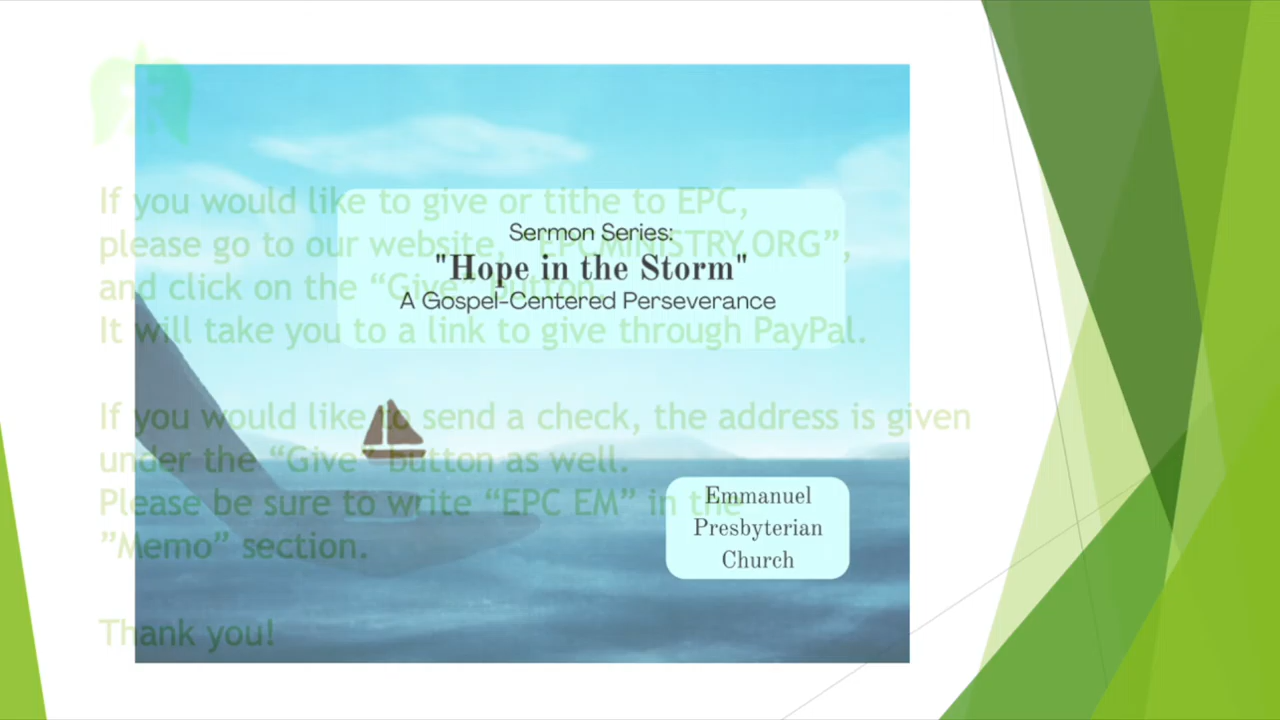 Sermon Series:
"Hope in the Storm"
A Gospel-Centered Perseverance
Emmanuel
Presbyterian
Church
If you would like to give or tithe to EPC,
please go to our website, “EPCMINISTRY.ORG”,
and click on the “Give” button.
It will take you to a link to give through PayPal.
If you would like to send a check, the address is given
under the “Give” button as well.
Please be sure to write “EPC EM” in the
”Memo” section.
Thank you!